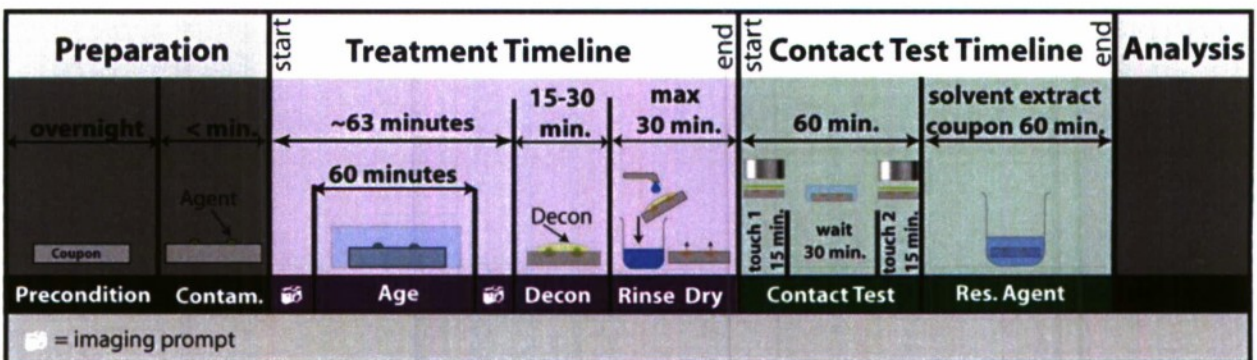 Preparation
start
Treatment Timeline
end
start
Contact Test Timeline
end
Analysis
overnight
< min.
~63 minutes
15-30
min.
max
30 min.
60 min.
solvent extract
coupon 60 min.
60 minutes
Agent
Decon
Coupon
touch 1
15 min.
wait
30 min.
touch 2
15 min.
Precondition
Contam.
Age
Decon
Rinse Dry
Contact Test
Res. Agent
= imaging prompt